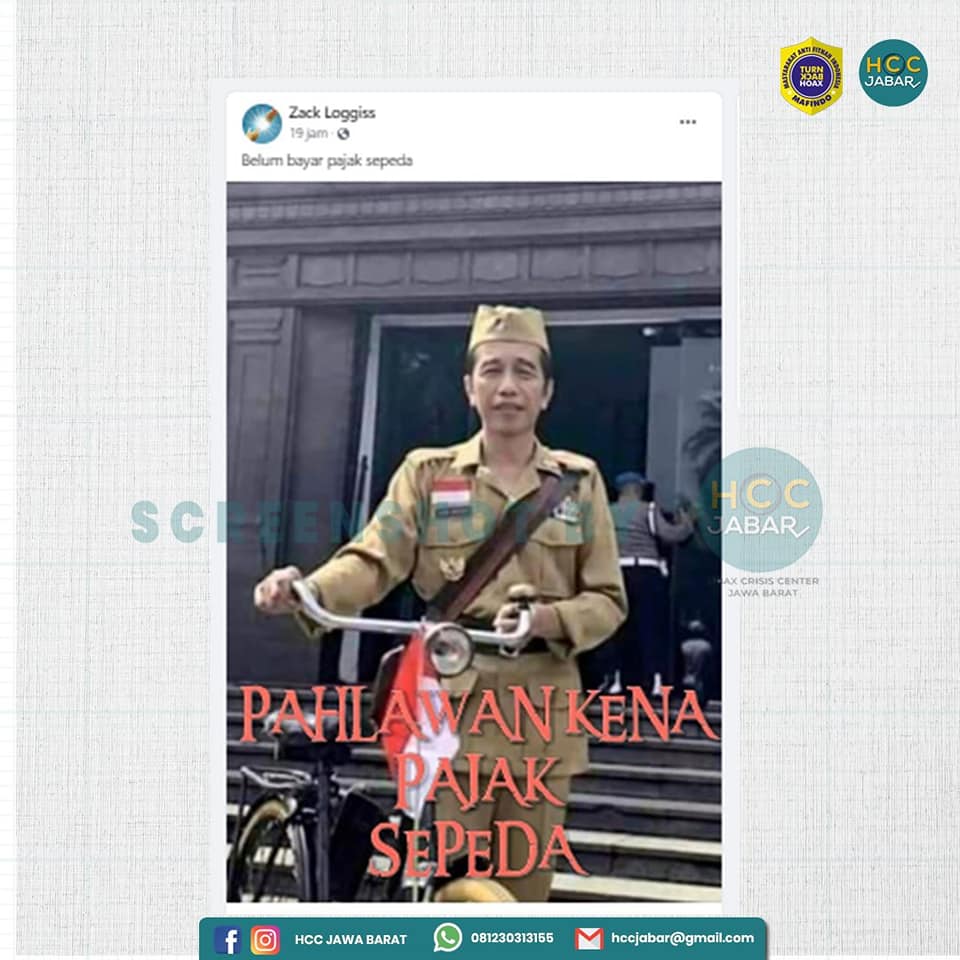 MASYARAKAT ANTI FITNAH INDONESIA
TURN
BACK
HOAX
MAFINDO
HCC
JABAR
Zack Loggiss
19 jam
Belum bayar pajak sepeda
SCREENSHOT BY
HCC
JABAR
HOAX CRISIS CENTER
JAWA BARAT
PAHLAWAN KENA
PAJAK
SEPEDA
HCC JAWA BARAT
081230313155
hccjabar@gmail.com